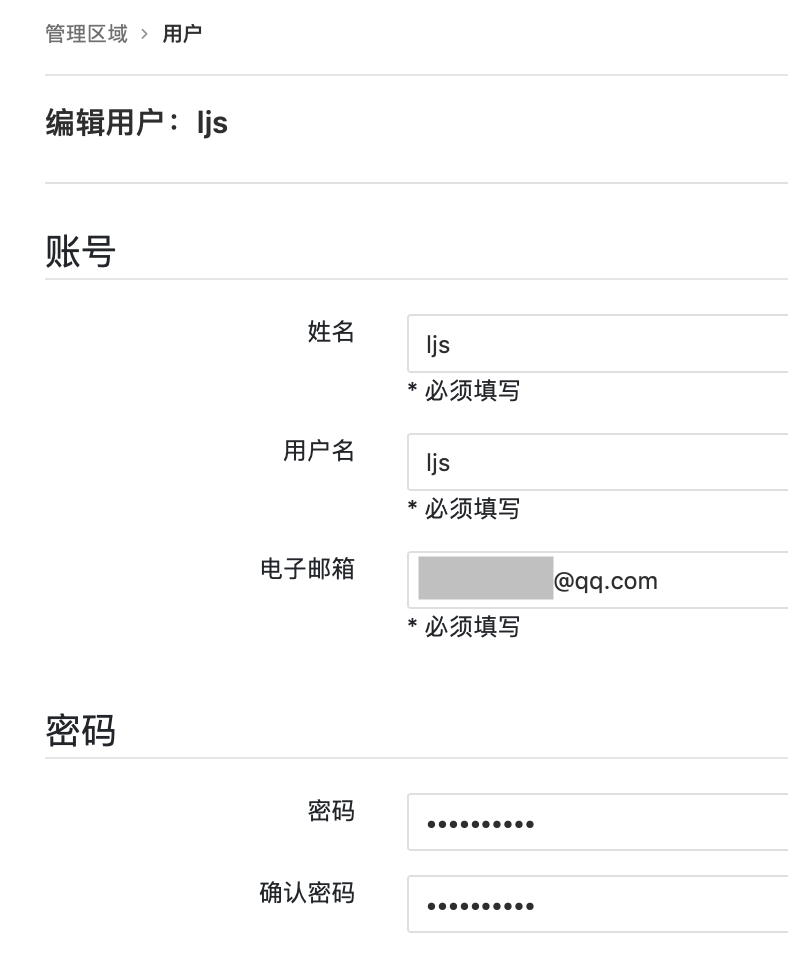 管理区域 › 用户
编辑用户：ljs
账号
姓名
ljs
* 必须填写
用户名
ljs
* 必须填写
电子邮箱
@qq.com
* 必须填写
密码
密码
••••••••••
确认密码
••••••••••